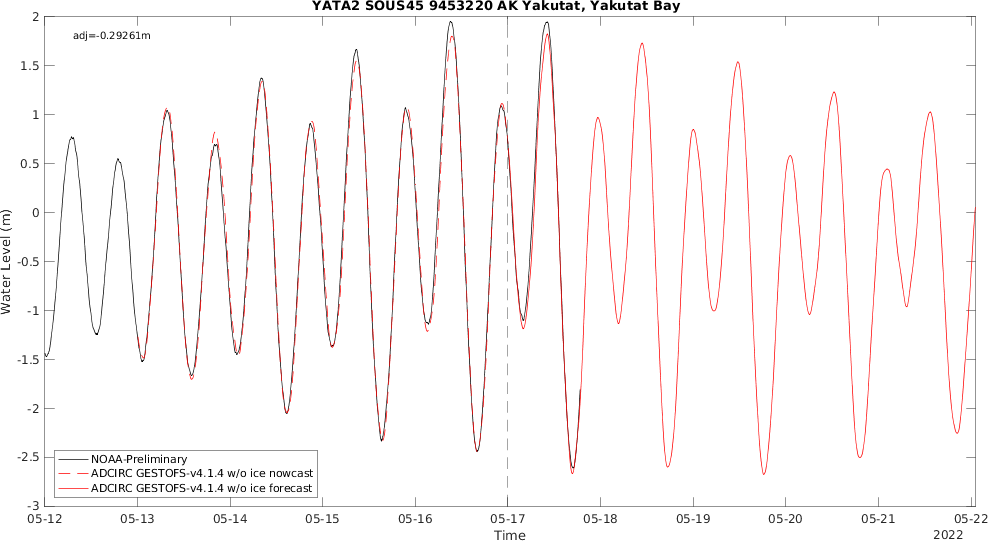 YATA2 SOUS45 9453220 AK Yakutat, Yakutat Bay
adj=-0.29261m
Water Level (m)
2
1.5
1
0.5
0
-0.5
-1
-1.5
-2
-2.5
-3
NOAA-Preliminary
ADCIRC GESTOFS-v4.1.4 w/o ice nowcast
ADCIRC GESTOFS-v4.1.4 w/o ice forecast
05-12 05-13 05-14 05-15 05-16 05-17 05-18 05-19 05-20 05-21 05-22
Time
2022